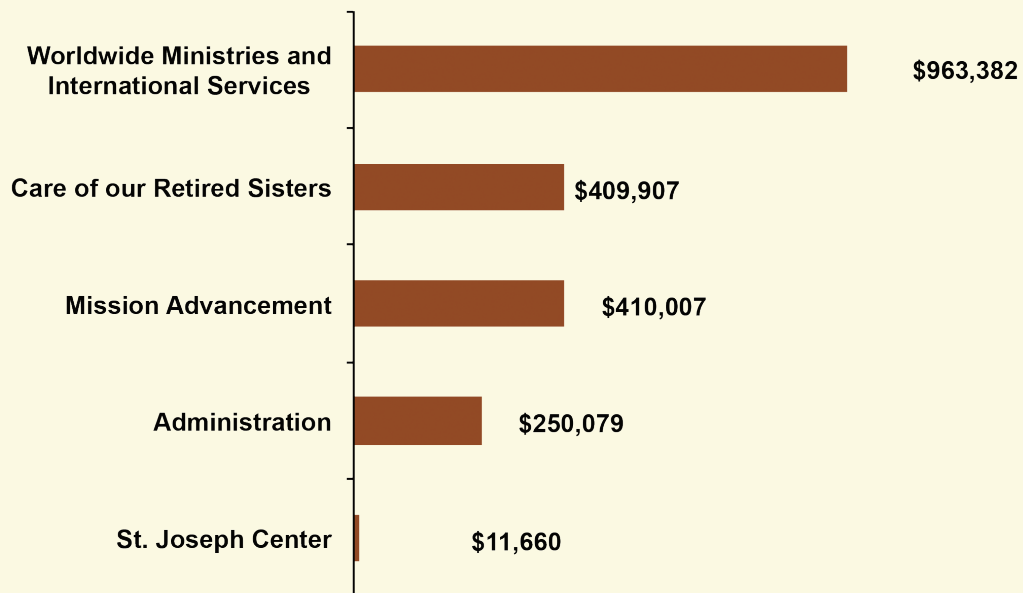 Worldwide Ministries and
International Services
$963,382
Care of our Retired Sisters
$409,907
Mission Advancement
$410,007
Administration
$250,079
St. Joseph Center
$11,660